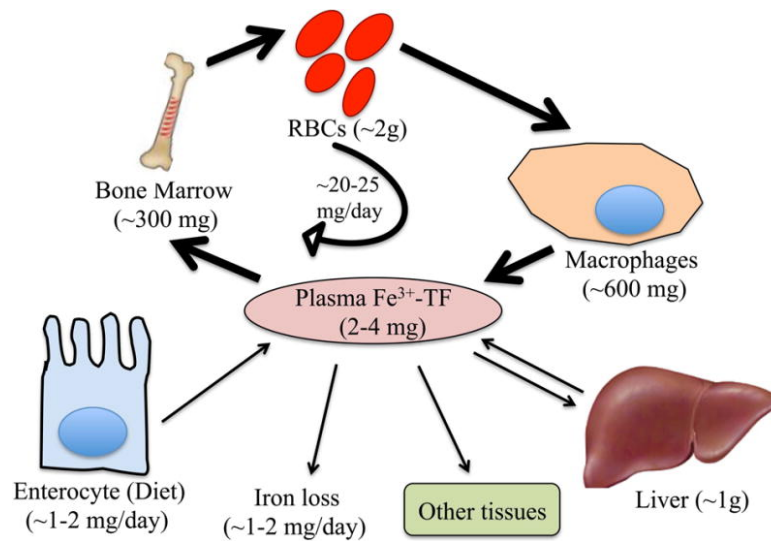 RBCs (~2g)
~20-25
mg/day
Bone Marrow
(~300 mg)
Macrophages
(~600 mg)
Plasma Fe³⁺-TF
(2-4 mg)
Enterocyte (Diet)
(~1-2 mg/day)
Iron loss
(~1-2 mg/day)
Other tissues
Liver (~1g)